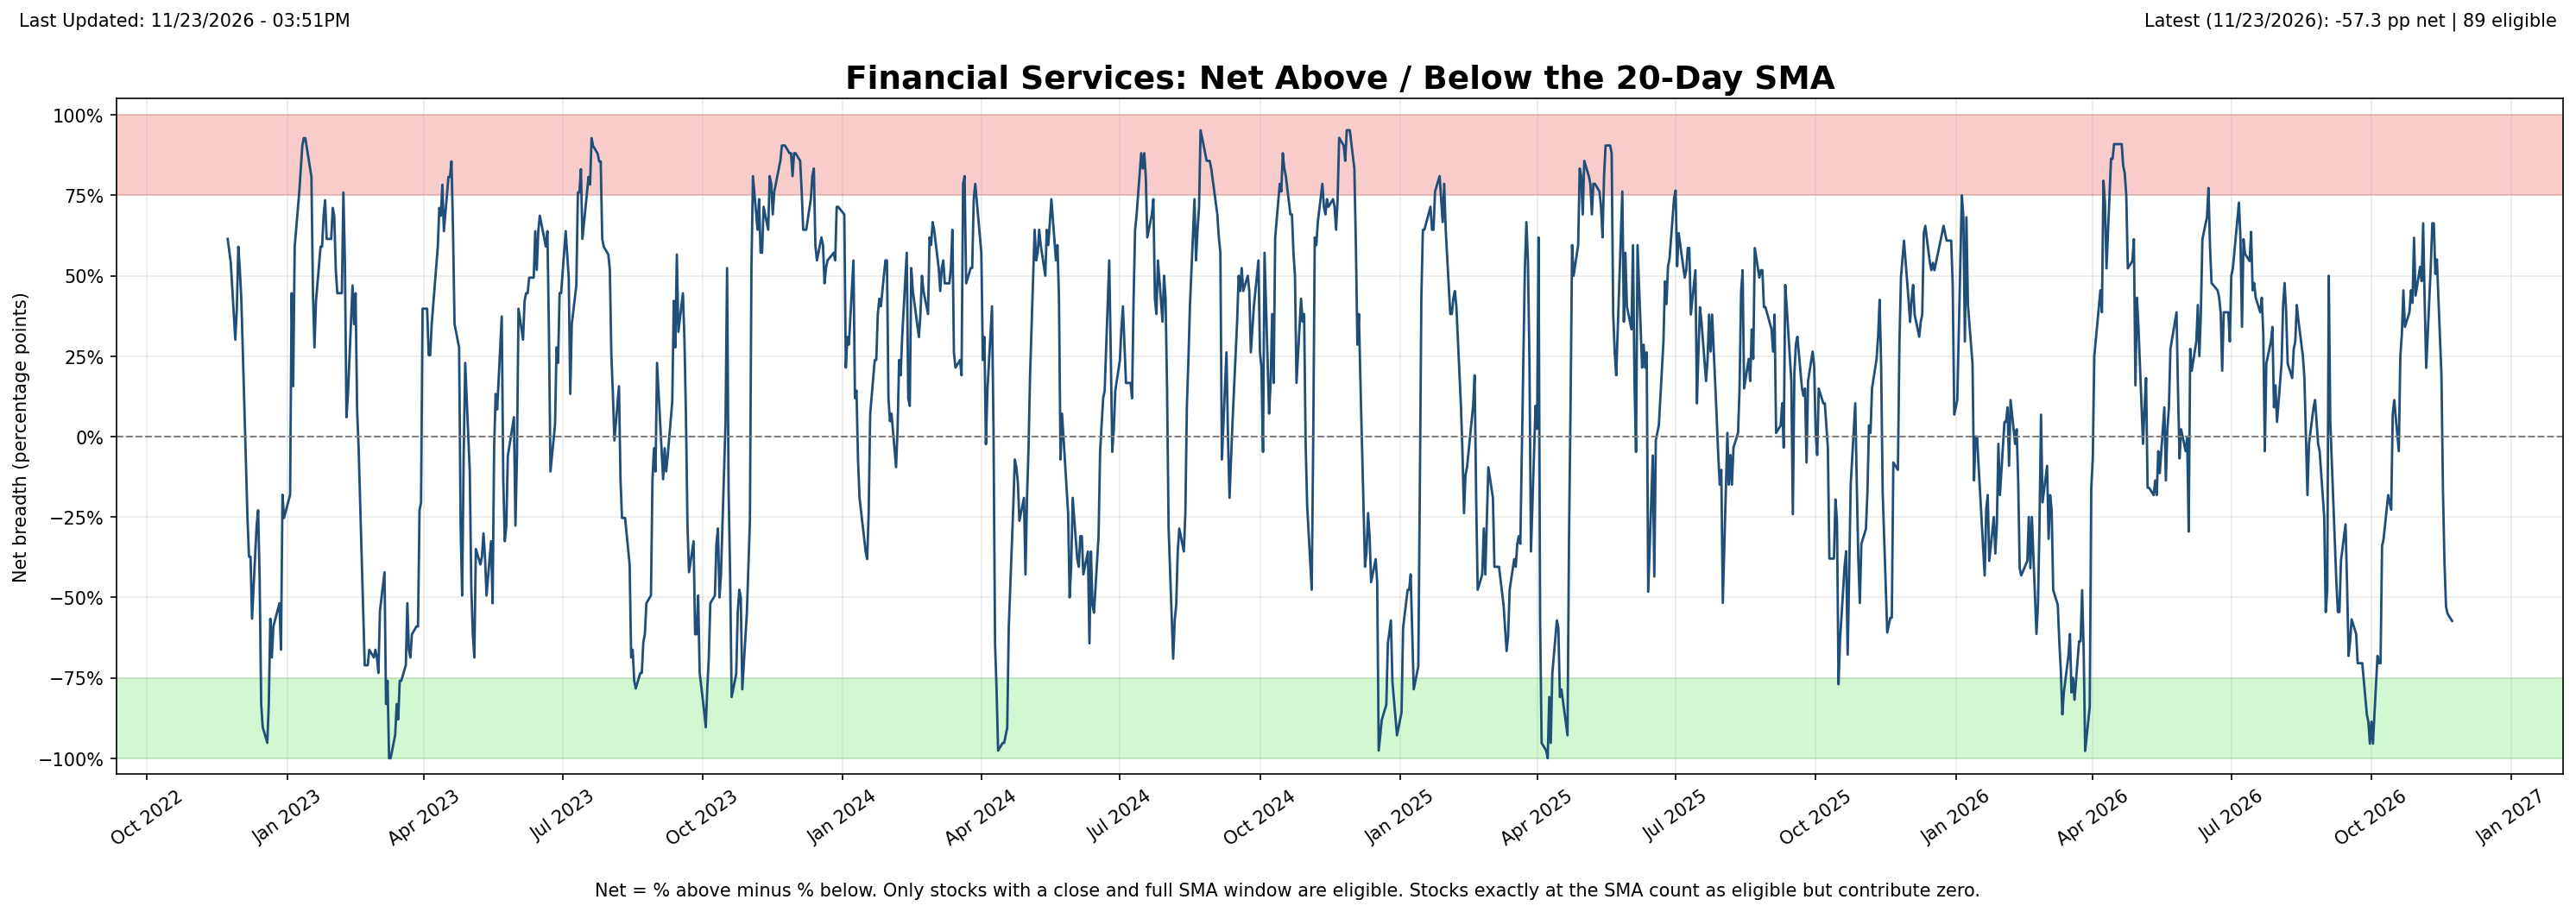 Last Updated: 11/23/2026 - 03:51PM
Latest (11/23/2026): -57.3 pp net | 89 eligible
Financial Services: Net Above / Below the 20-Day SMA
Net breadth (percentage points)
100%
75%
50%
25%
0%
−25%
−50%
−75%
−100%
Oct 2022
Jan 2023
Apr 2023
Jul 2023
Oct 2023
Jan 2024
Apr 2024
Jul 2024
Oct 2024
Jan 2025
Apr 2025
Jul 2025
Oct 2025
Jan 2026
Apr 2026
Jul 2026
Oct 2026
Jan 2027
Net = % above minus % below. Only stocks with a close and full SMA window are eligible. Stocks exactly at the SMA count as eligible but contribute zero.